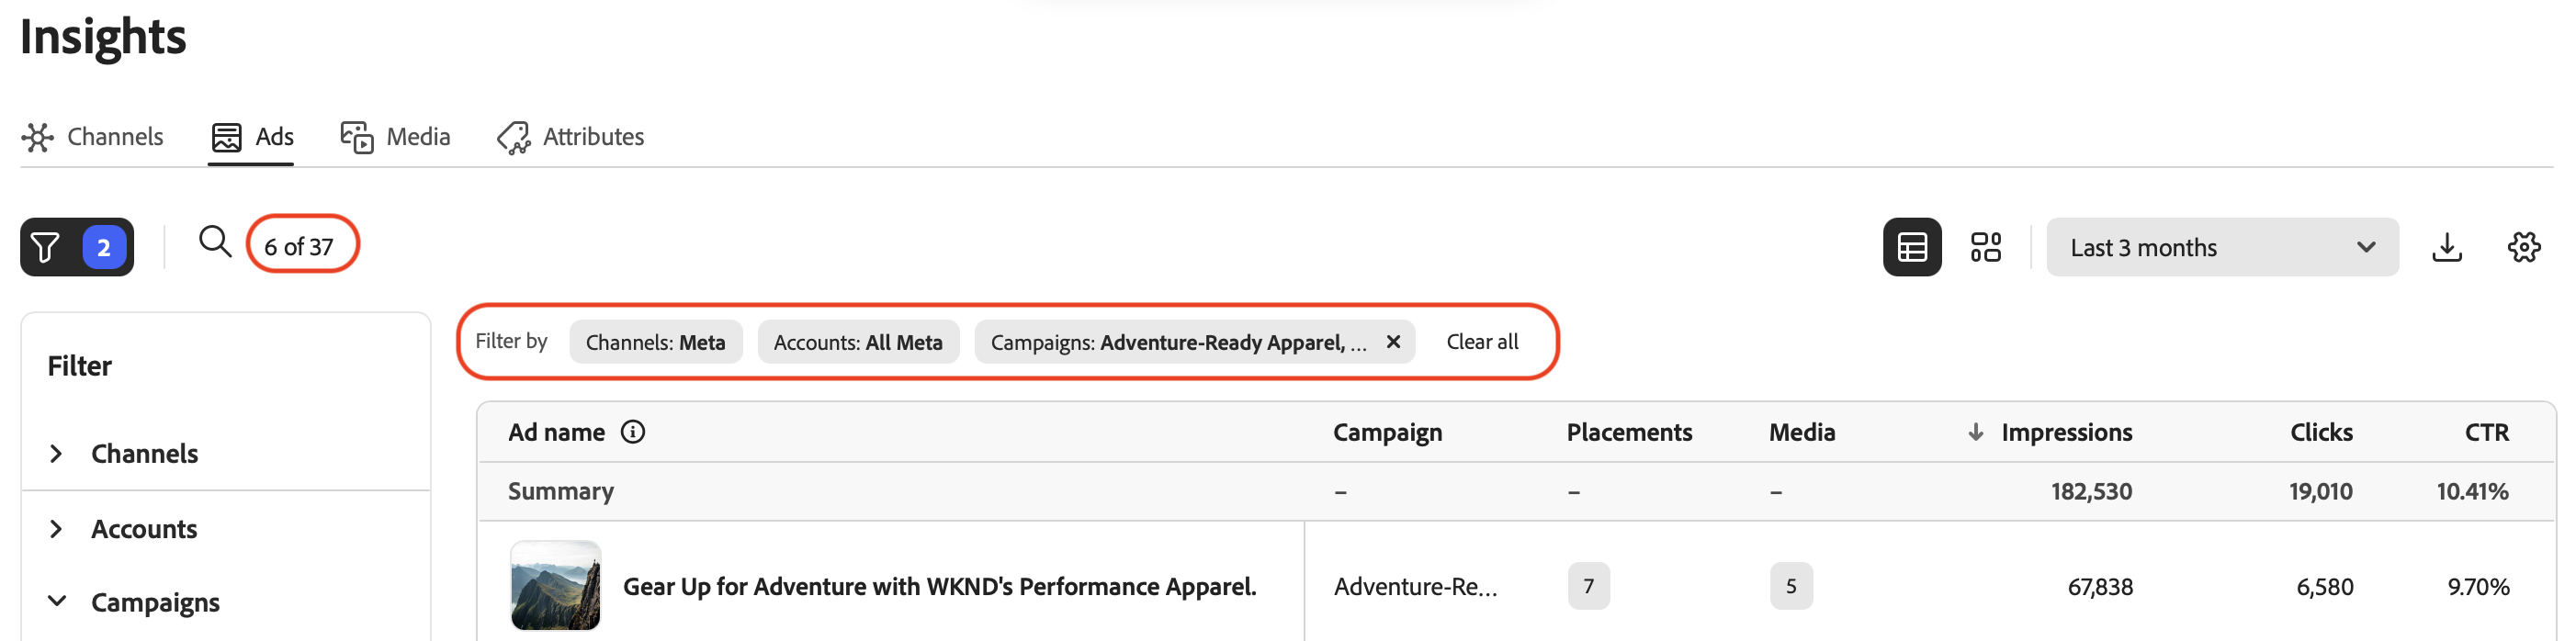 Insights
Channels Ads Media Attributes
2 6 of 37 Last 3 months
Filter by Channels: Meta Accounts: All Meta Campaigns: Adventure-Ready Apparel, ... Clear all
Filter
Channels
Accounts
Campaigns
Ad name Campaign Placements Media Impressions Clicks CTR
Summary – – – 182,530 19,010 10.41%
Gear Up for Adventure with WKND's Performance Apparel. Adventure-Re... 7 5 67,838 6,580 9.70%